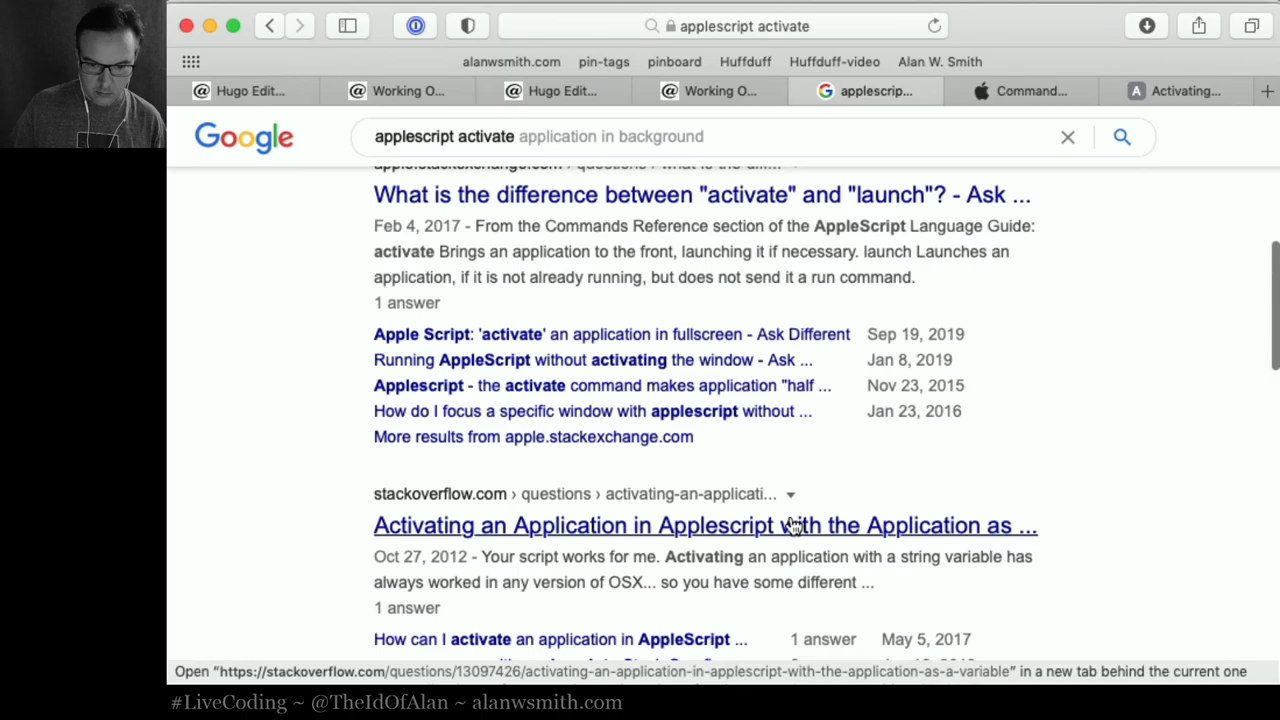 applescript activate
alanwsmith.com pin-tags pinboard Huffduff Huffduff-video Alan W. Smith
@ Hugo Edit... @ Working O... @ Hugo Edit... @ Working O... G applescrip... Command... A Activating... +
Google applescript activate application in background
What is the difference between "activate" and "launch"? - Ask ...
Feb 4, 2017 - From the Commands Reference section of the AppleScript Language Guide:
activate Brings an application to the front, launching it if necessary. launch Launches an
application, if it is not already running, but does not send it a run command.
1 answer
Apple Script: 'activate' an application in fullscreen - Ask Different Sep 19, 2019
Running AppleScript without activating the window - Ask ... Jan 8, 2019
Applescript - the activate command makes application "half ... Nov 23, 2015
How do I focus a specific window with applescript without ... Jan 23, 2016
More results from apple.stackexchange.com
stackoverflow.com › questions › activating-an-applicati...
Activating an Application in Applescript with the Application as ...
Oct 27, 2012 - Your script works for me. Activating an application with a string variable has
always worked in any version of OSX... so you have some different ...
1 answer
How can I activate an application in AppleScript ... 1 answer May 5, 2017
Open "https://stackoverflow.com/questions/13097426/activating-an-application-in-applescript-with-the-application-as-a-variable" in a new tab behind the current one
#LiveCoding ~ @TheIdOfAlan ~ alanwsmith.com